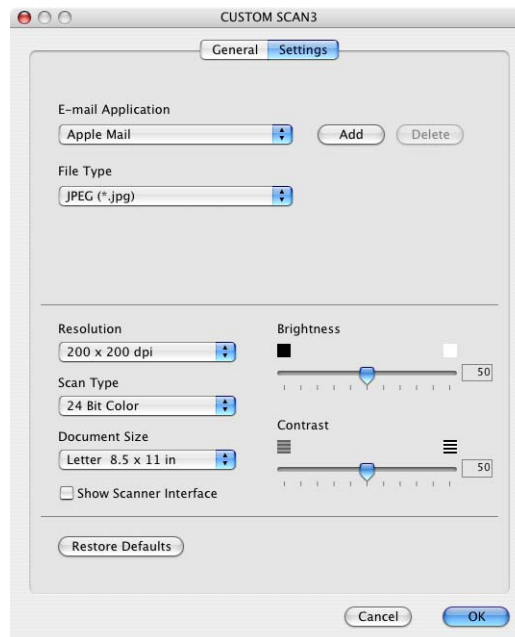 CUSTOM SCAN3
General Settings
E-mail Application
Apple Mail Add Delete
File Type
JPEG (*.jpg)
Resolution
200 x 200 dpi
Scan Type
24 Bit Color
Document Size
Letter 8.5 x 11 in
Show Scanner Interface
Brightness
50
Contrast
50
Restore Defaults
Cancel OK